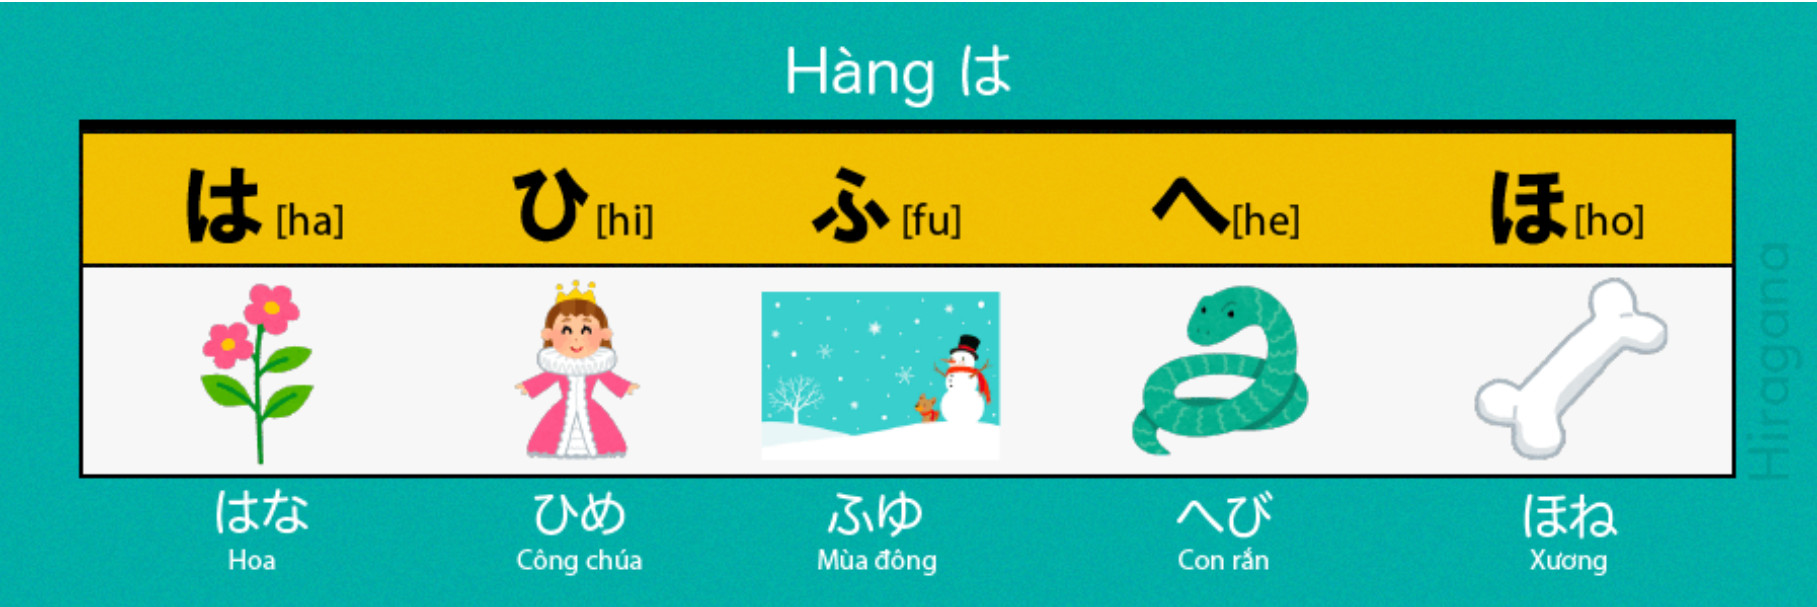 Hàng は
は [ha] ひ [hi] ふ [fu] へ [he] ほ [ho]
はな ひめ ふゆ へび ほね
Hoa Công chúa Mùa đông Con rắn Xương
Hiragana